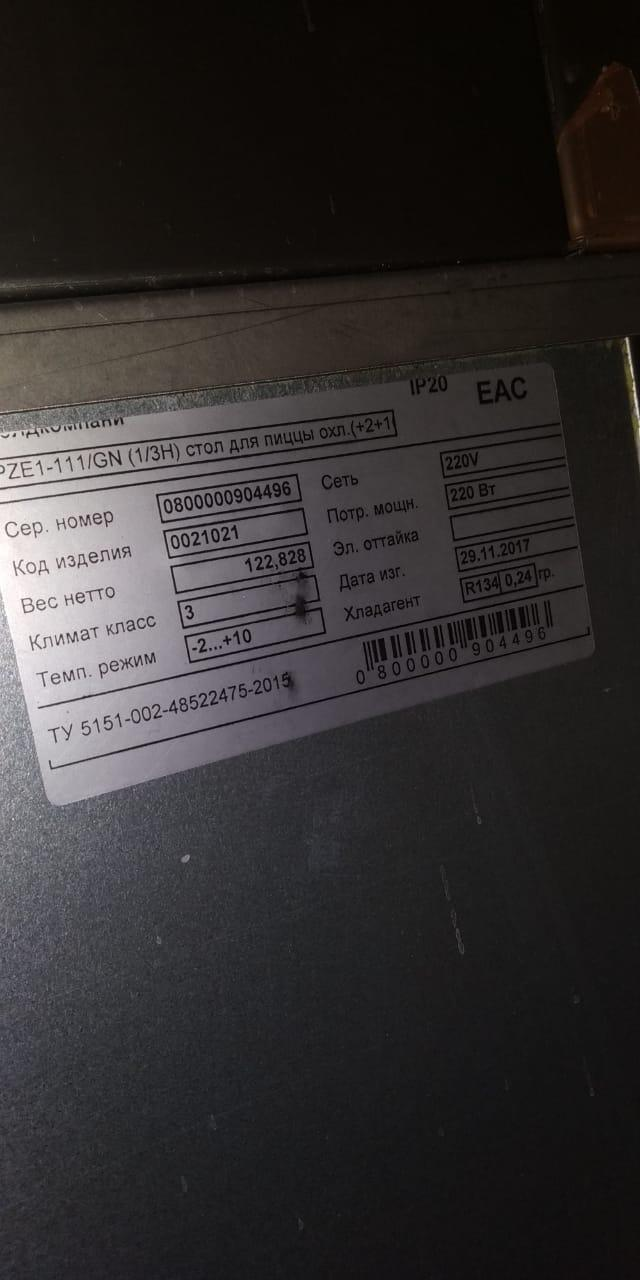 IP20 EAC
PZE1-111/GN (1/3H) стол для пиццы охл.(+2+1
Сер. номер 0800000904496 Сеть 220V
Код изделия 0021021 Потр. мощн. 220 Вт
Вес нетто 122,828 Эл. оттайка
Климат класс 3 Дата изг. 29.11.2017
Темп. режим -2...+10 Хладагент R134 0,24 гр.
ТУ 5151-002-48522475-2015
0 800000 904496